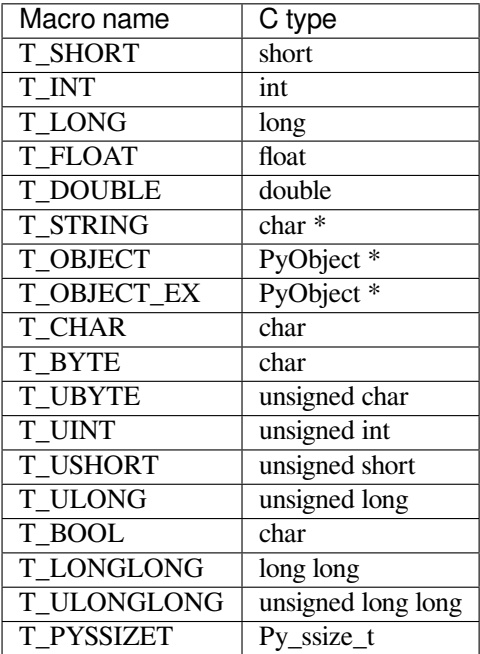 Macro name C type
T_SHORT short
T_INT int
T_LONG long
T_FLOAT float
T_DOUBLE double
T_STRING char *
T_OBJECT PyObject *
T_OBJECT_EX PyObject *
T_CHAR char
T_BYTE char
T_UBYTE unsigned char
T_UINT unsigned int
T_USHORT unsigned short
T_ULONG unsigned long
T_BOOL char
T_LONGLONG long long
T_ULONGLONG unsigned long long
T_PYSSIZET Py_ssize_t